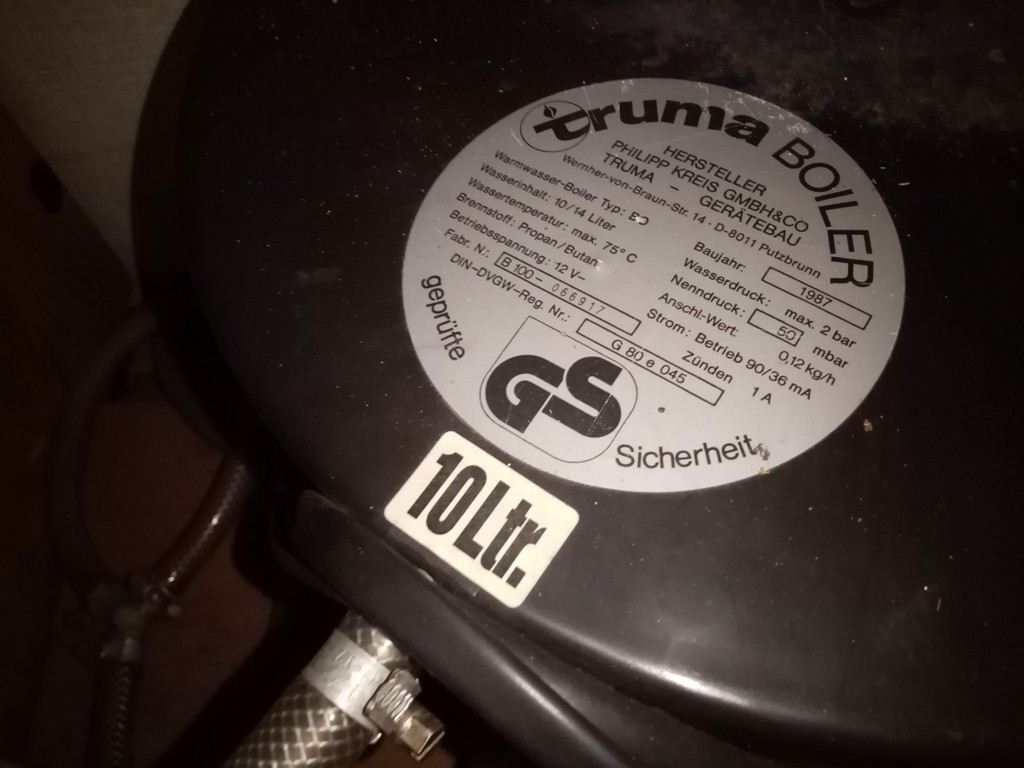 truma BOILER
HERSTELLER
PHILIPP KREIS GMBH&CO
TRUMA – GERÄTEBAU
Wernher-von-Braun-Str. 14 · D-8011 Putzbrunn
Warmwasser-Boiler Typ:
Wasserinhalt: 10/14 Liter
Wassertemperatur: max. 75° C
Brennstoff: Propan/Butan
Betriebsspannung: 12 V–
Fabr. N.: B 100 – 066917
DIN–DVGW–Reg. Nr.: G 80 e 045
Baujahr: 1987
Wasserdruck: max. 2 bar
Nenndruck: 50 mbar
Anschl-Wert: 0,12 kg/h
Strom: Betrieb 90/36 mA
Zünden 1 A
geprüfte
GS
Sicherheit
10 Ltr.